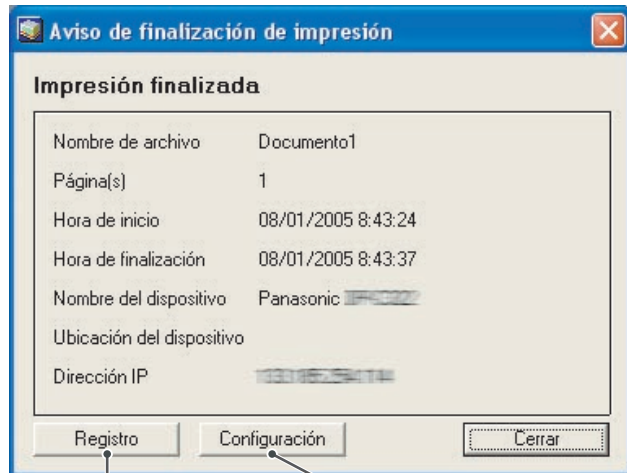 Aviso de finalización de impresión
Impresión finalizada
Nombre de archivo Documento1
Página(s) 1
Hora de inicio 08/01/2005 8:43:24
Hora de finalización 08/01/2005 8:43:37
Nombre del dispositivo Panasonic
Ubicación del dispositivo
Dirección IP
Registro Configuración Cerrar